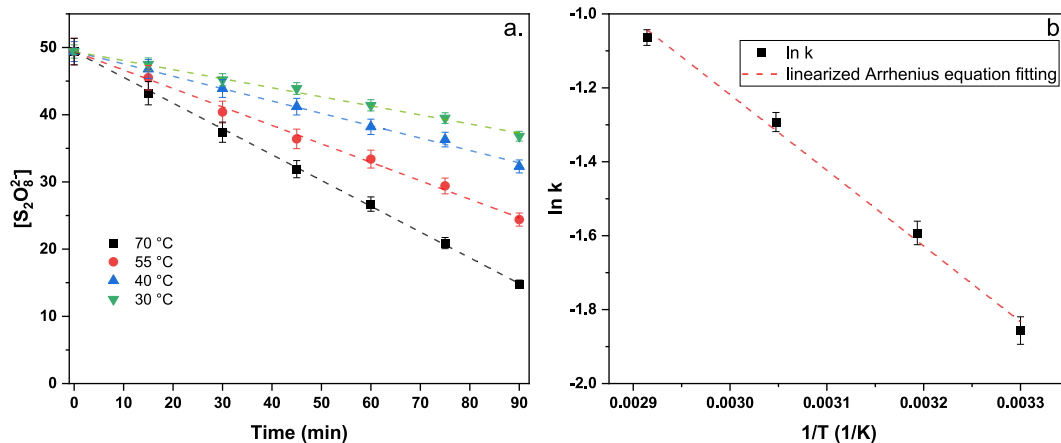 a.
[S₂O₈²⁻]
50
40
30
20
10
0
70 °C
55 °C
40 °C
30 °C
0 10 20 30 40 50 60 70 80 90
Time (min)
b
ln k
-1.0
-1.2
-1.4
-1.6
-1.8
-2.0
ln k
linearized Arrhenius equation fitting
0.0029 0.0030 0.0031 0.0032 0.0033
1/T (1/K)